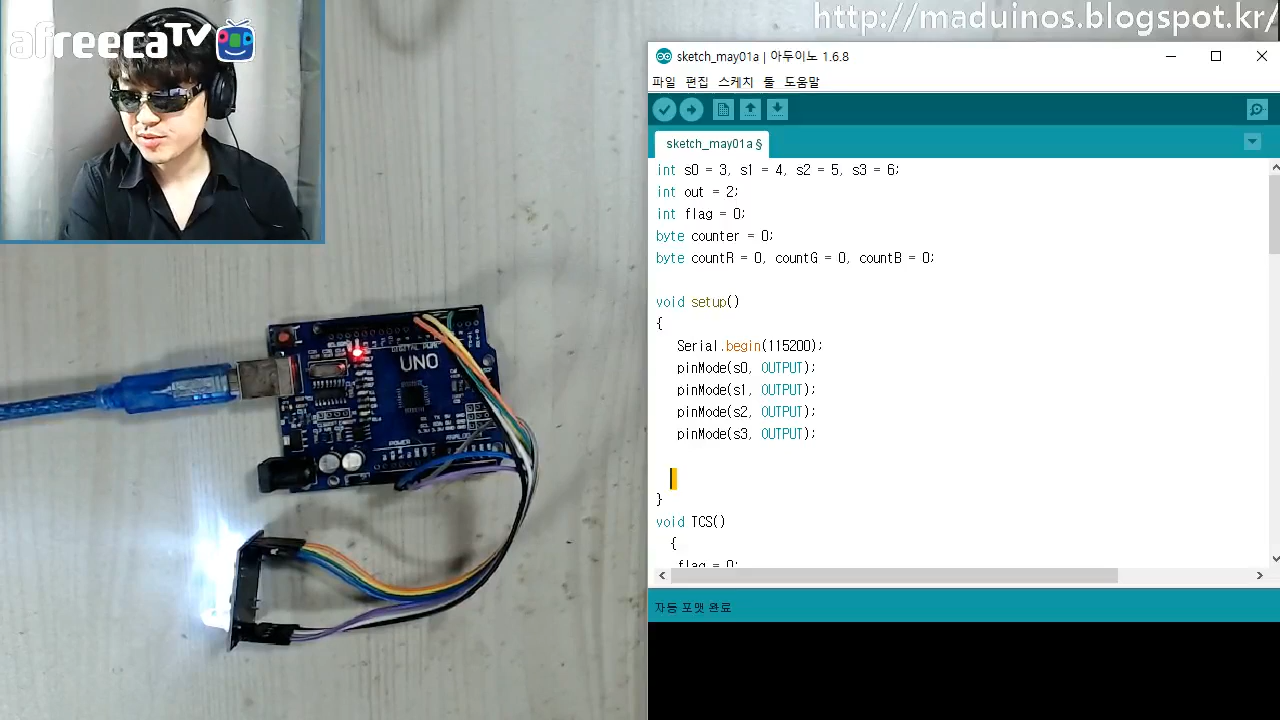 afreecaTV
http://maduinos.blogspot.kr/
sketch_may01a | 아두이노 1.6.8
파일 편집 스케치 툴 도움말
sketch_may01a §
int s0 = 3, s1 = 4, s2 = 5, s3 = 6;
int out = 2;
int flag = 0;
byte counter = 0;
byte countR = 0, countG = 0, countB = 0;
void setup()
{
Serial.begin(115200);
pinMode(s0, OUTPUT);
pinMode(s1, OUTPUT);
pinMode(s2, OUTPUT);
pinMode(s3, OUTPUT);
}
void TCS()
{
flag = 0;
자동 포맷 완료
UNO
DIGITAL
POWER